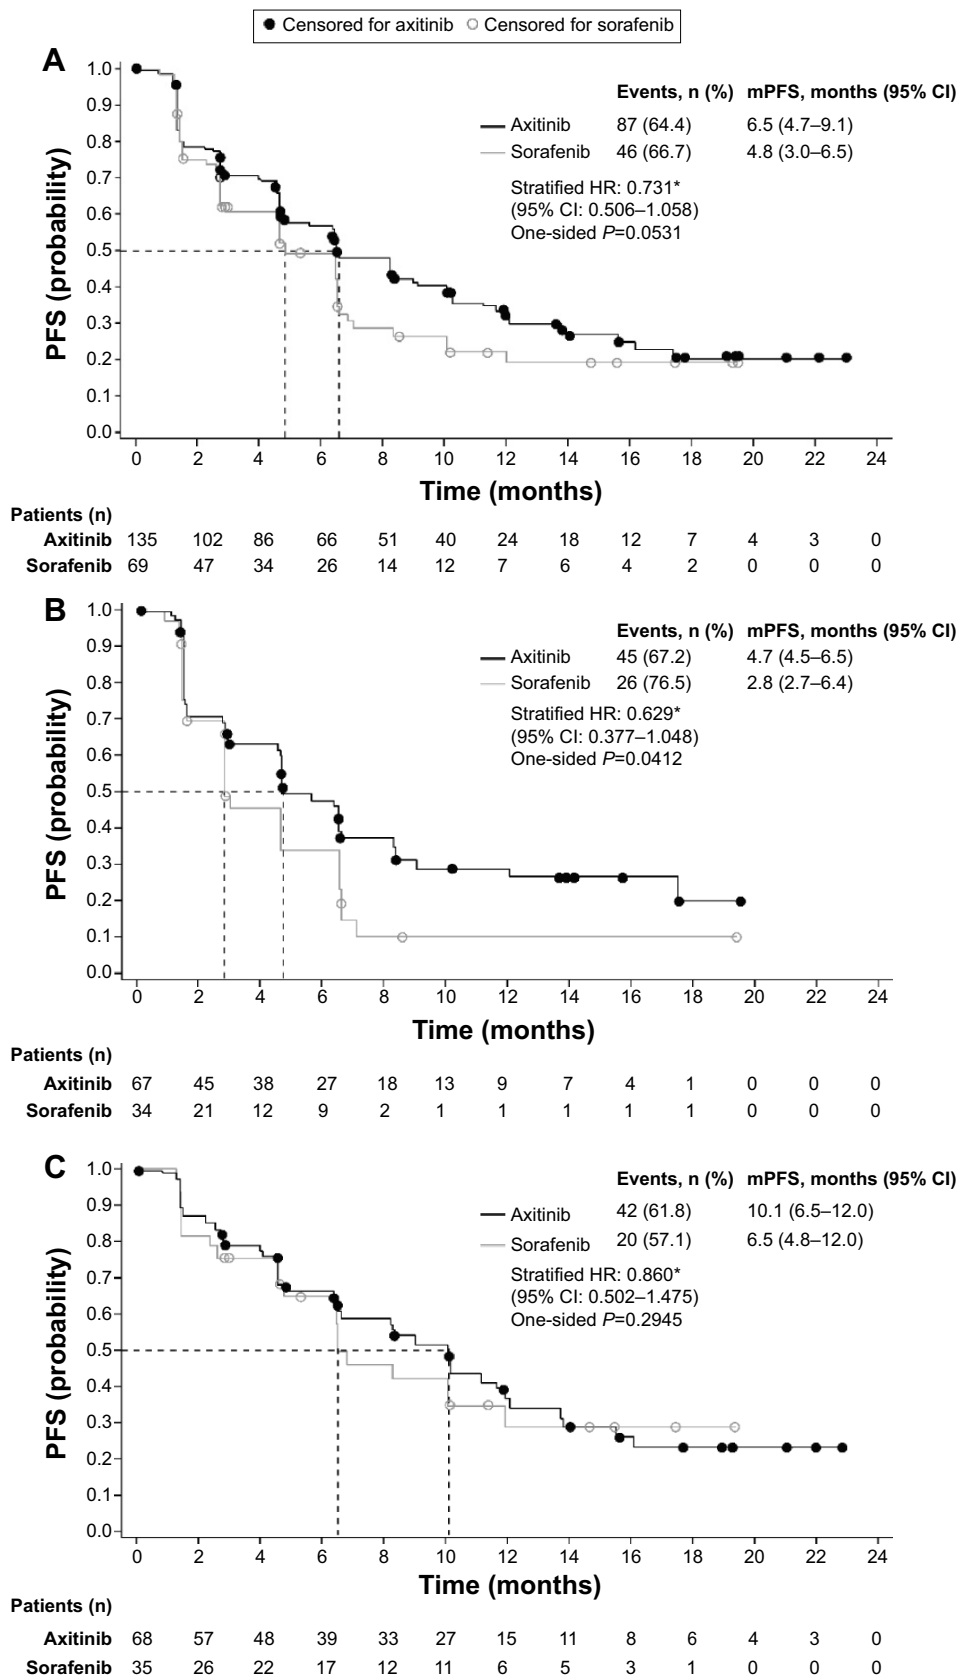 Censored for axitinib Censored for sorafenib
A
Events, n (%) mPFS, months (95% CI)
Axitinib 87 (64.4) 6.5 (4.7–9.1)
Sorafenib 46 (66.7) 4.8 (3.0–6.5)
Stratified HR: 0.731*
(95% CI: 0.506–1.058)
One-sided P=0.0531
PFS (probability)
1.0
0.9
0.8
0.7
0.6
0.5
0.4
0.3
0.2
0.1
0.0
0 2 4 6 8 10 12 14 16 18 20 22 24
Time (months)
Patients (n)
Axitinib 135 102 86 66 51 40 24 18 12 7 4 3 0
Sorafenib 69 47 34 26 14 12 7 6 4 2 0 0 0
B
Events, n (%) mPFS, months (95% CI)
Axitinib 45 (67.2) 4.7 (4.5–6.5)
Sorafenib 26 (76.5) 2.8 (2.7–6.4)
Stratified HR: 0.629*
(95% CI: 0.377–1.048)
One-sided P=0.0412
PFS (probability)
1.0
0.9
0.8
0.7
0.6
0.5
0.4
0.3
0.2
0.1
0.0
0 2 4 6 8 10 12 14 16 18 20 22 24
Time (months)
Patients (n)
Axitinib 67 45 38 27 18 13 9 7 4 1 0 0 0
Sorafenib 34 21 12 9 2 1 1 1 1 1 0 0 0
C
Events, n (%) mPFS, months (95% CI)
Axitinib 42 (61.8) 10.1 (6.5–12.0)
Sorafenib 20 (57.1) 6.5 (4.8–12.0)
Stratified HR: 0.860*
(95% CI: 0.502–1.475)
One-sided P=0.2945
PFS (probability)
1.0
0.9
0.8
0.7
0.6
0.5
0.4
0.3
0.2
0.1
0.0
0 2 4 6 8 10 12 14 16 18 20 22 24
Time (months)
Patients (n)
Axitinib 68 57 48 39 33 27 15 11 8 6 4 3 0
Sorafenib 35 26 22 17 12 11 6 5 3 1 0 0 0